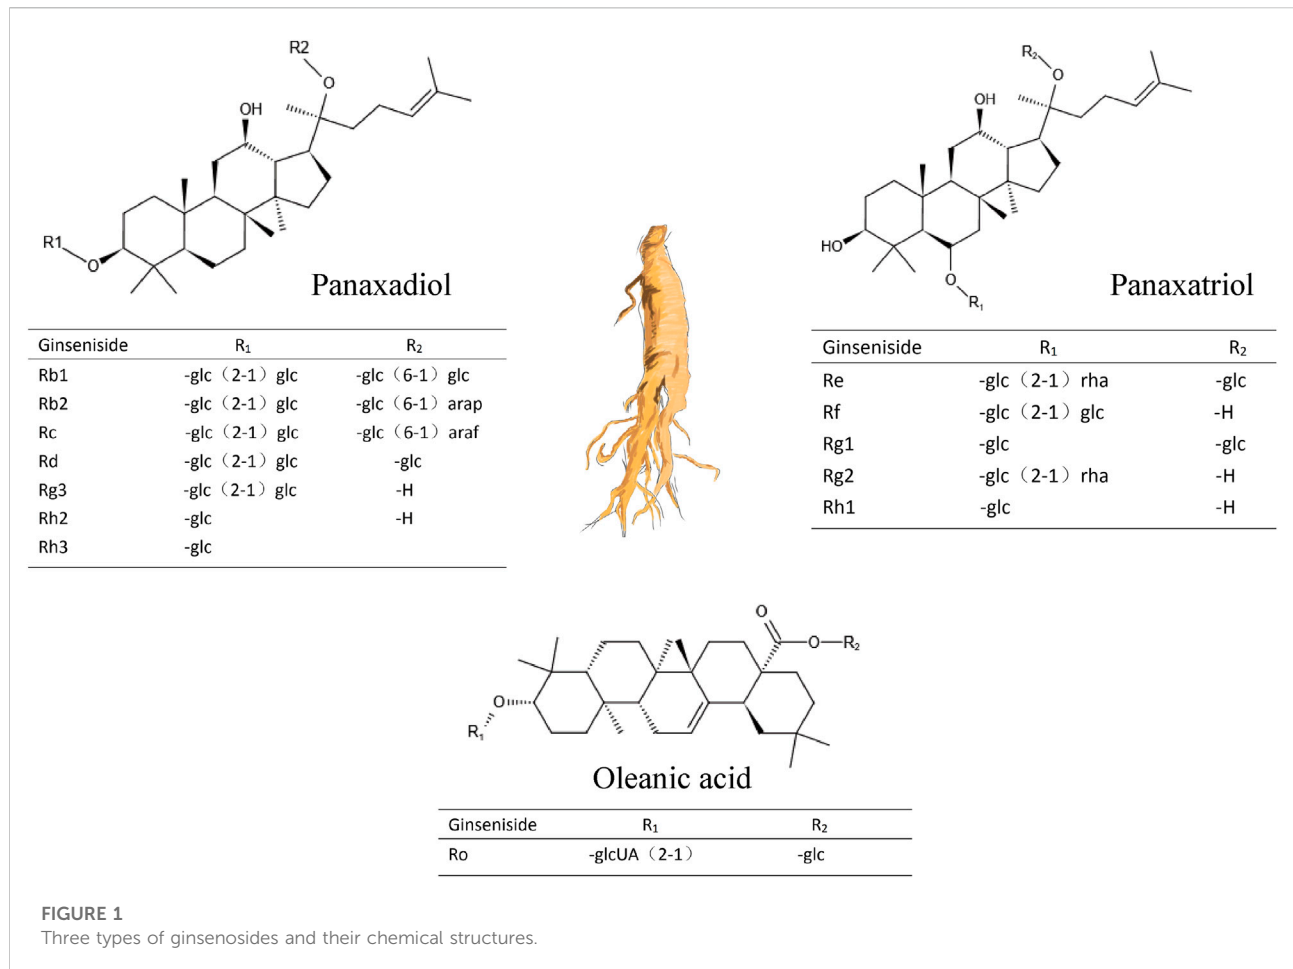 R2
O
OH
R1
O
Panaxadiol
Ginseniside R₁ R₂
Rb1 -glc（2-1）glc -glc（6-1）glc
Rb2 -glc（2-1）glc -glc（6-1）arap
Rc -glc（2-1）glc -glc（6-1）araf
Rd -glc（2-1）glc -glc
Rg3 -glc（2-1）glc -H
Rh2 -glc -H
Rh3 -glc
R₂
O
OH
HO
O
R₁
Panaxatriol
Ginseniside R₁ R₂
Re -glc（2-1）rha -glc
Rf -glc（2-1）glc -H
Rg1 -glc -glc
Rg2 -glc（2-1）rha -H
Rh1 -glc -H
O
O R₂
O
R₁
Oleanic acid
Ginseniside R₁ R₂
Ro -glcUA（2-1） -glc
FIGURE 1
Three types of ginsenosides and their chemical structures.